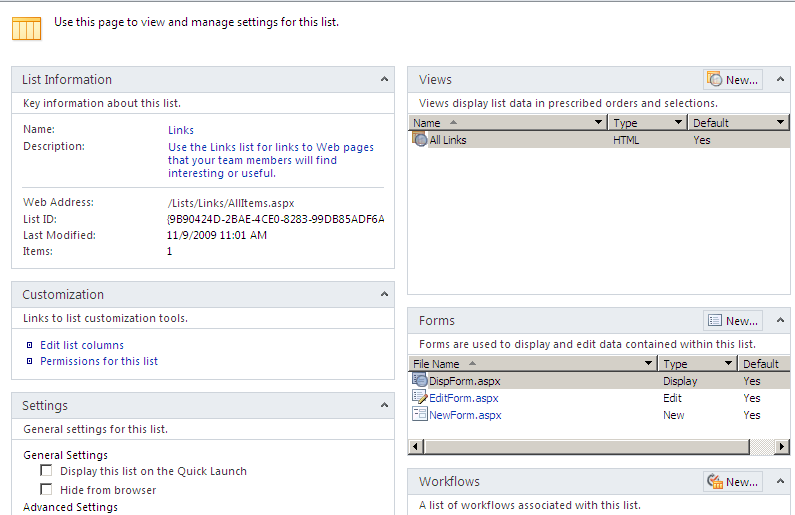 Use this page to view and manage settings for this list.
List Information
Key information about this list.
Name: Links
Description: Use the Links list for links to Web pages
that your team members will find
interesting or useful.
Web Address: /Lists/Links/AllItems.aspx
List ID: {9B90424D-2BAE-4CE0-8283-99DB85ADF6A
Last Modified: 11/9/2009 11:01 AM
Items: 1
Customization
Links to list customization tools.
Edit list columns
Permissions for this list
Settings
General settings for this list.
General Settings
Display this list on the Quick Launch
Hide from browser
Advanced Settings
Views New...
Views display list data in prescribed orders and selections.
Name Type Default
All Links HTML Yes
Forms New...
Forms are used to display and edit data contained within this list.
File Name Type Default
DispForm.aspx Display Yes
EditForm.aspx Edit Yes
NewForm.aspx New Yes
Workflows New...
A list of workflows associated with this list.